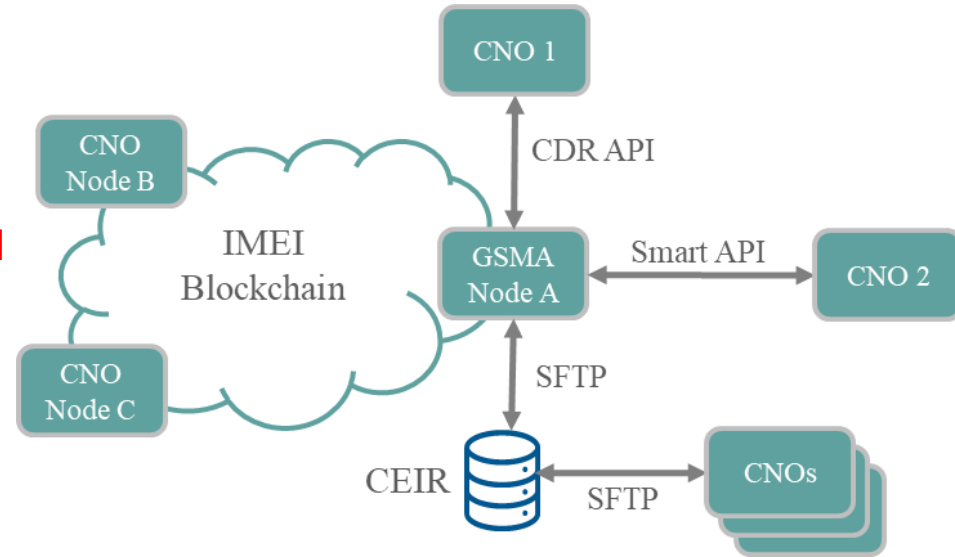 CNO 1
CDR API
CNO
Node B
IMEI
Blockchain
GSMA
Node A
Smart API
CNO 2
CNO
Node C
SFTP
CEIR
SFTP
CNOs